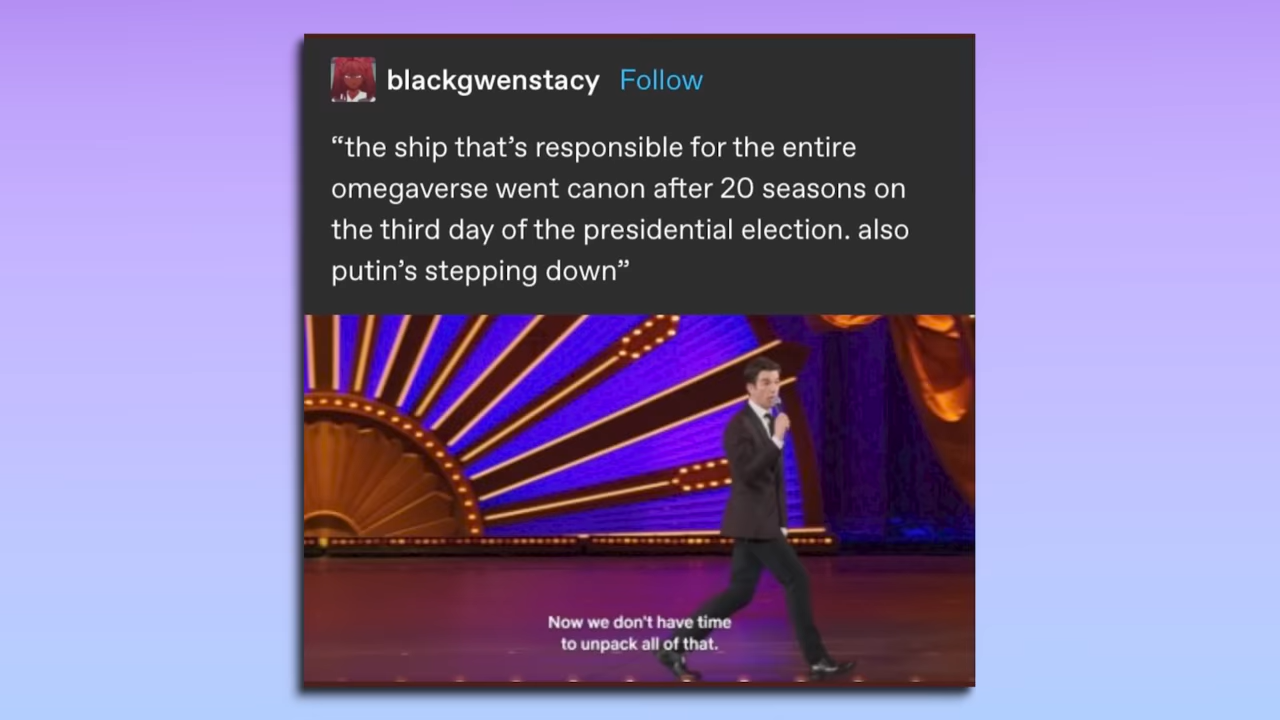 blackgwenstacy Follow
“the ship that’s responsible for the entire
omegaverse went canon after 20 seasons on
the third day of the presidential election. also
putin’s stepping down”
Now we don't have time
to unpack all of that.